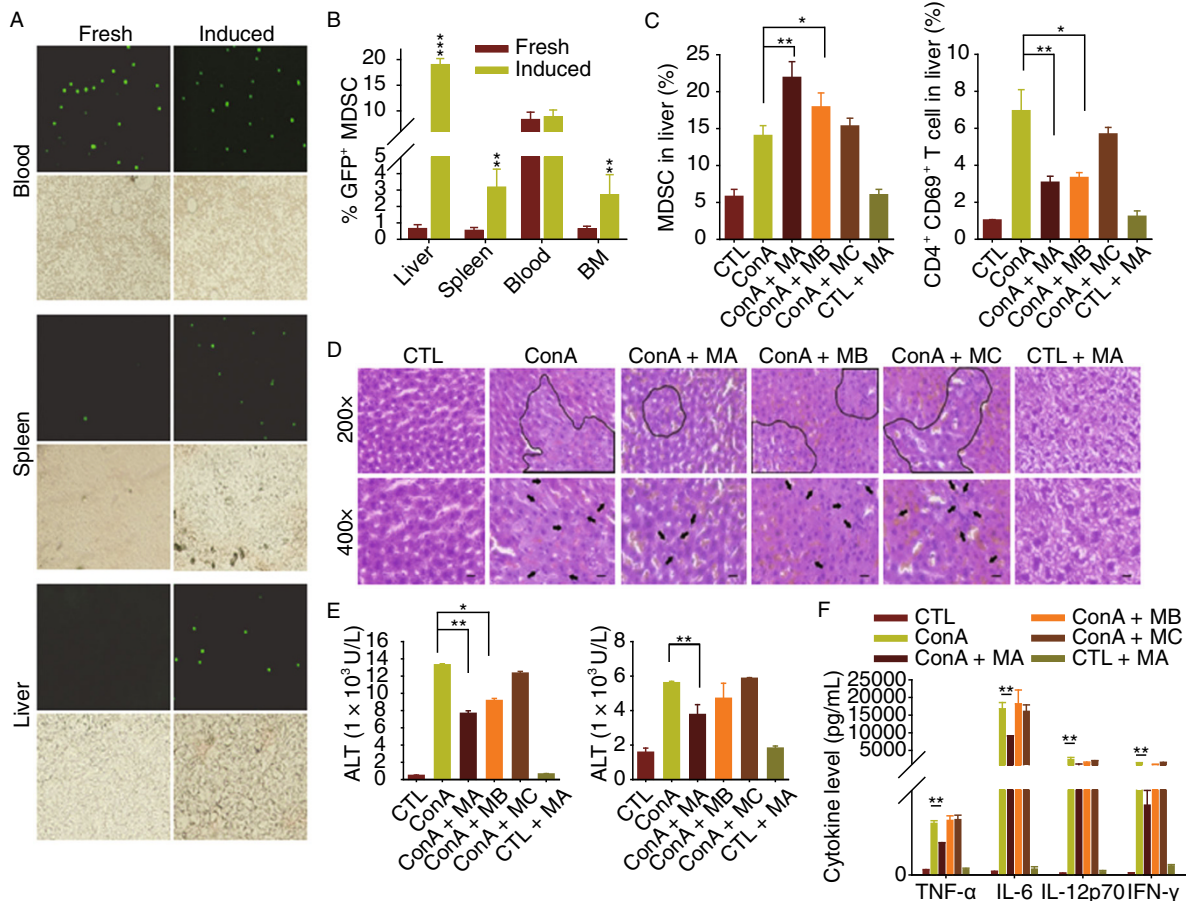 A
Fresh Induced
Blood
Spleen
Liver
B
Fresh
Induced
% GFP⁺ MDSC
20
10
5
4
3
2
1
0
***
**
**
Liver
Spleen
Blood
BM
C
MDSC in liver (%)
25
20
15
10
5
0
*
**
CTL
ConA
ConA + MA
ConA + MB
ConA + MC
CTL + MA
CD4⁺ CD69⁺ T cell in liver (%)
10
8
6
4
2
0
*
**
CTL
ConA
ConA + MA
ConA + MB
ConA + MC
CTL + MA
D
CTL ConA ConA + MA ConA + MB ConA + MC CTL + MA
200×
400×
E
ALT (1 × 10³ U/L)
16
14
12
10
8
6
4
2
0
*
**
CTL
ConA
ConA + MA
ConA + MB
ConA + MC
CTL + MA
ALT (1 × 10³ U/L)
8
6
4
2
0
**
CTL
ConA
ConA + MA
ConA + MB
ConA + MC
CTL + MA
F
CTL
ConA
ConA + MA
ConA + MB
ConA + MC
CTL + MA
Cytokine level (pg/mL)
25000
20000
15000
10000
5000
0
**
**
**
**
TNF-α IL-6 IL-12p70 IFN-γ